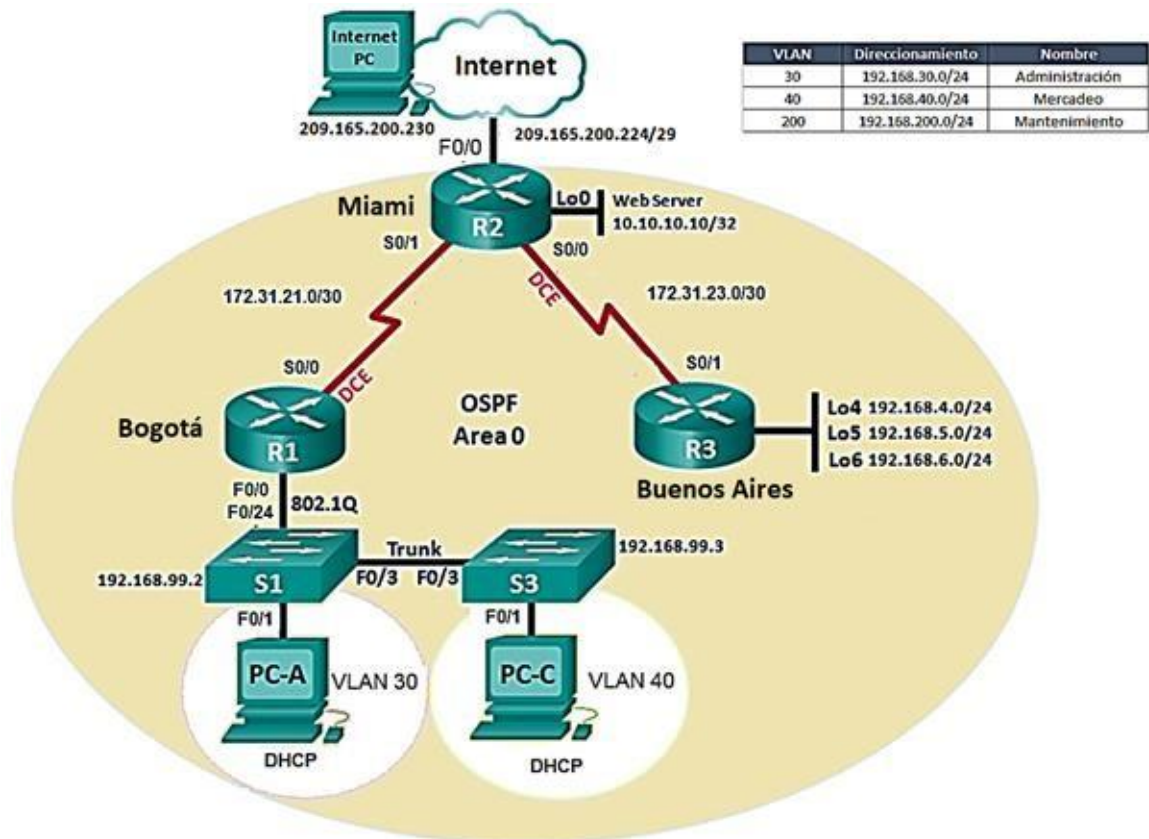 Internet
PC
Internet
209.165.200.230
209.165.200.224/29
F0/0
VLAN Direccionamiento Nombre
30 192.168.30.0/24 Administración
40 192.168.40.0/24 Mercadeo
200 192.168.200.0/24 Mantenimiento
Miami
R2
Lo0
Web Server
10.10.10.10/32
S0/1
S0/0
DCE
172.31.21.0/30
172.31.23.0/30
S0/0
DCE
S0/1
Bogotá
R1
OSPF
Area 0
R3
Buenos Aires
Lo4 192.168.4.0/24
Lo5 192.168.5.0/24
Lo6 192.168.6.0/24
F0/0
F0/24
802.1Q
192.168.99.2
S1
Trunk
F0/3 F0/3
S3
192.168.99.3
F0/1
F0/1
PC-A
VLAN 30
DHCP
PC-C
VLAN 40
DHCP